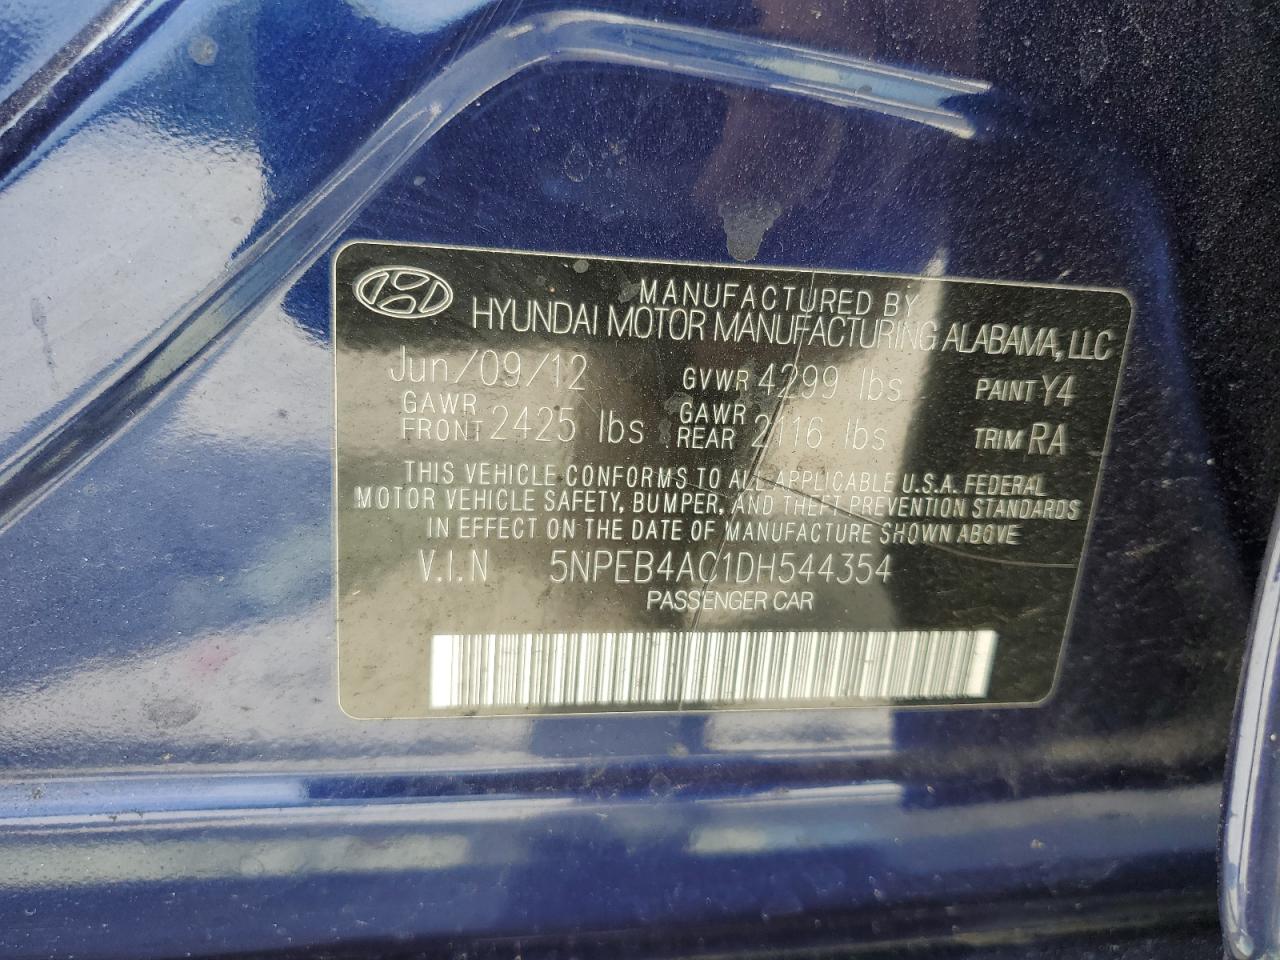 MANUFACTURED BY
HYUNDAI MOTOR MANUFACTURING ALABAMA, LLC
Jun/09/12 GVWR 4299 lbs PAINT Y4
GAWR FRONT 2425 lbs GAWR REAR 2116 lbs TRIM RA
THIS VEHICLE CONFORMS TO ALL APPLICABLE U.S.A. FEDERAL
MOTOR VEHICLE SAFETY, BUMPER, AND THEFT PREVENTION STANDARDS
IN EFFECT ON THE DATE OF MANUFACTURE SHOWN ABOVE
V.I.N 5NPEB4AC1DH544354
PASSENGER CAR